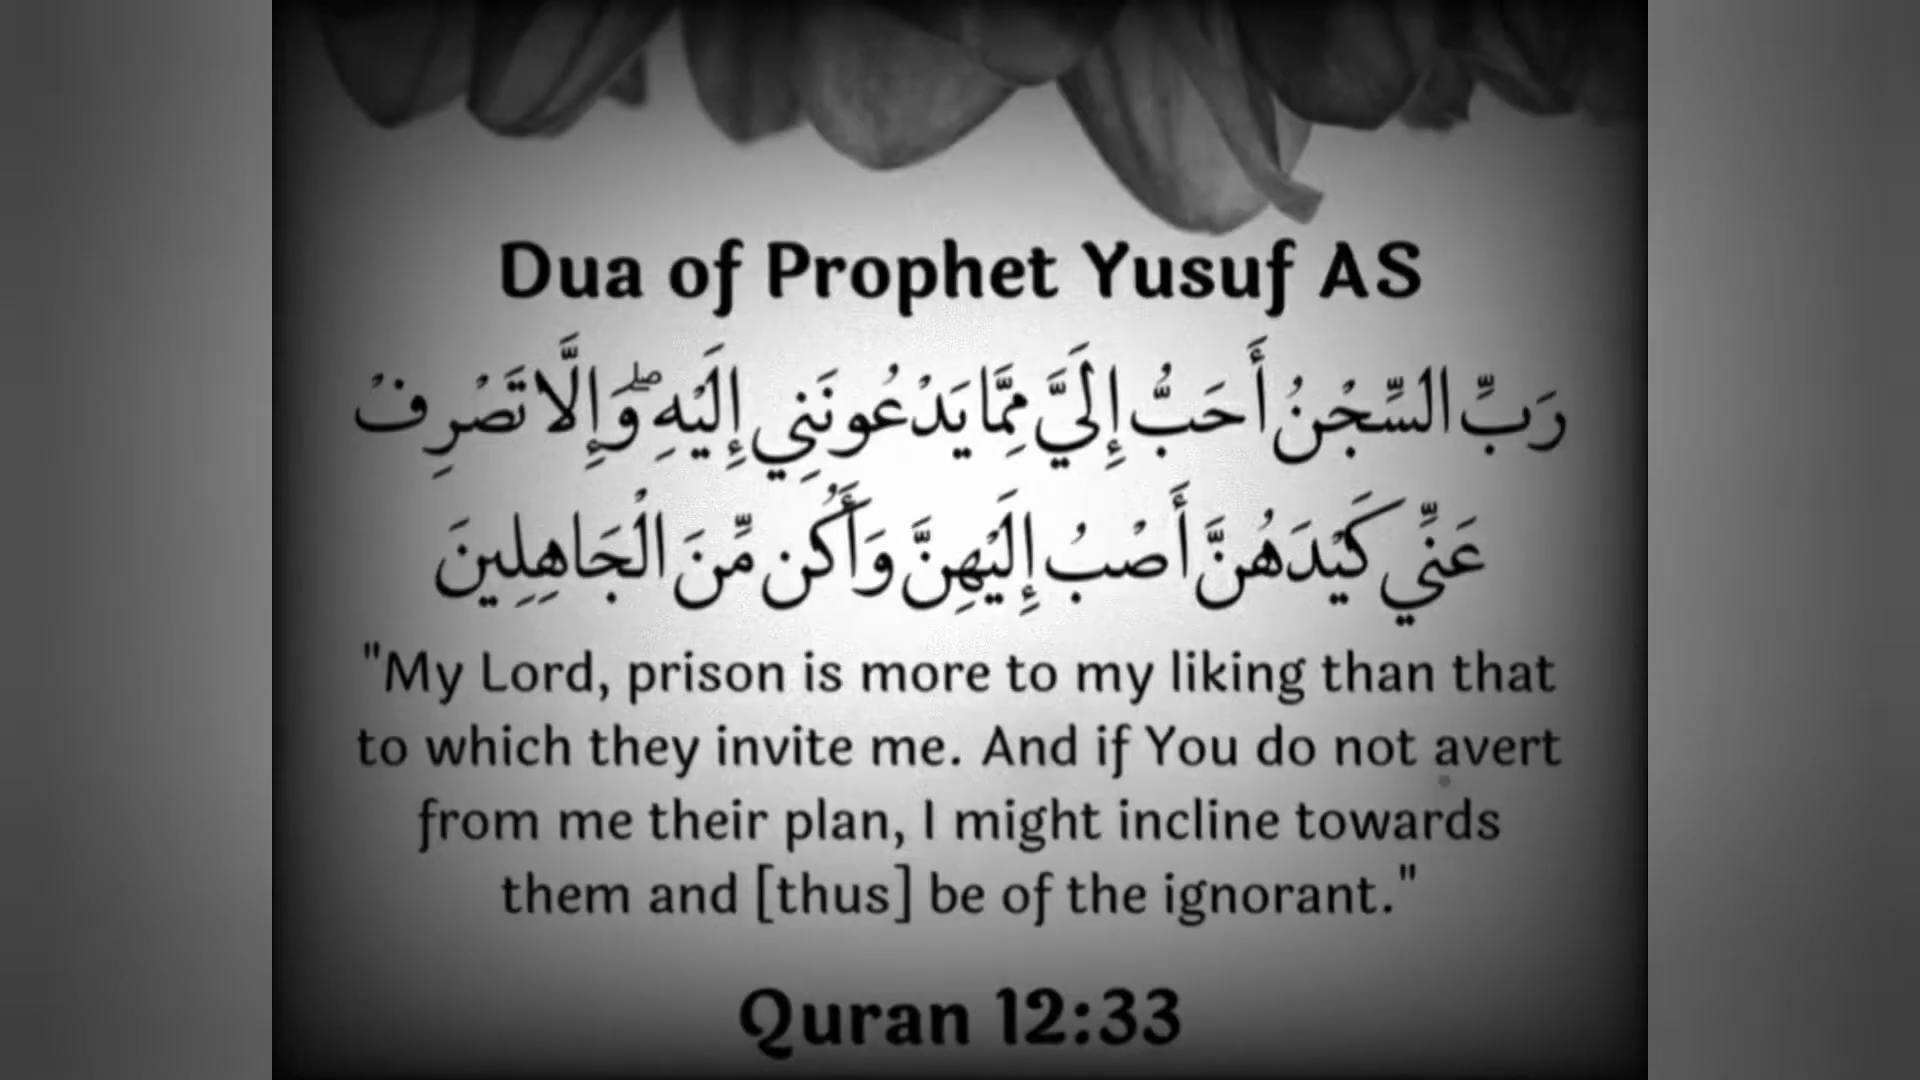 Dua of Prophet Yusuf AS
رَبِّ السِّجْنُ أَحَبُّ إِلَيَّ مِمَّا يَدْعُونَنِي إِلَيْهِ ۖ وَإِلَّا تَصْرِفْ
عَنِّي كَيْدَهُنَّ أَصْبُ إِلَيْهِنَّ وَأَكُن مِّنَ الْجَاهِلِينَ
"My Lord, prison is more to my liking than that
to which they invite me. And if You do not avert
from me their plan, I might incline towards
them and [thus] be of the ignorant."
Quran 12:33